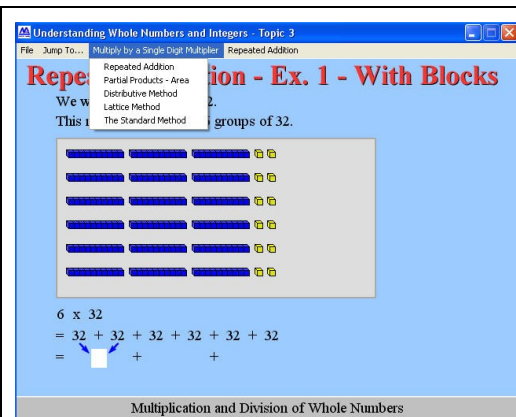 Understanding Whole Numbers and Integers - Topic 3
File Jump To... Multiply by a Single Digit Multiplier Repeated Addition
Repeated Addition
Partial Products - Area
Distributive Method
Lattice Method
The Standard Method
Repe ion - Ex. 1 - With Blocks
We w 2.
This groups of 32.
6 x 32
= 32 + 32 + 32 + 32 + 32 + 32
= + +
Multiplication and Division of Whole Numbers